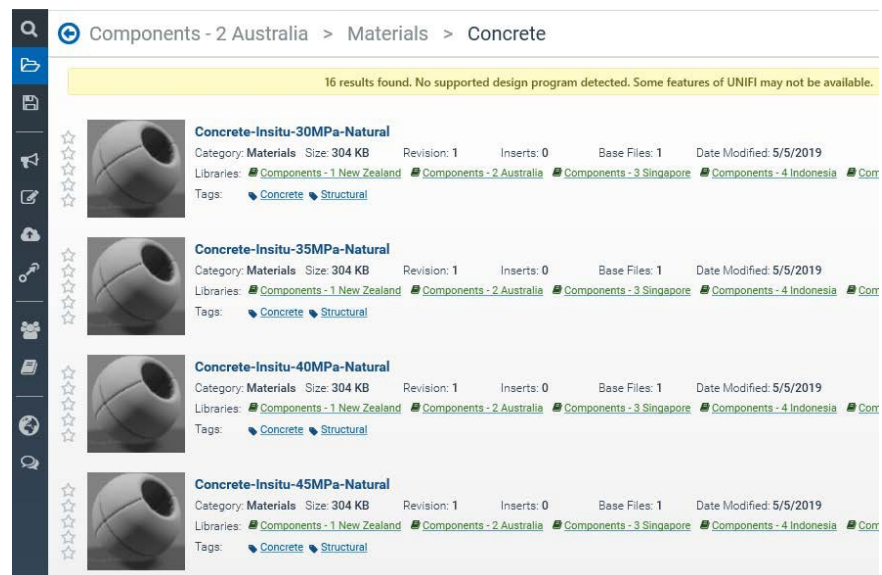 Components - 2 Australia > Materials > Concrete
16 results found. No supported design program detected. Some features of UNIFI may not be available.
Concrete-Insitu-30MPa-Natural
Category: Materials Size: 304 KB Revision: 1 Inserts: 0 Base Files: 1 Date Modified: 5/5/2019
Libraries: Components - 1 New Zealand Components - 2 Australia Components - 3 Singapore Components - 4 Indonesia Com
Tags: Concrete Structural
Concrete-Insitu-35MPa-Natural
Category: Materials Size: 304 KB Revision: 1 Inserts: 0 Base Files: 1 Date Modified: 5/5/2019
Libraries: Components - 1 New Zealand Components - 2 Australia Components - 3 Singapore Components - 4 Indonesia Com
Tags: Concrete Structural
Concrete-Insitu-40MPa-Natural
Category: Materials Size: 304 KB Revision: 1 Inserts: 0 Base Files: 1 Date Modified: 5/5/2019
Libraries: Components - 1 New Zealand Components - 2 Australia Components - 3 Singapore Components - 4 Indonesia Com
Tags: Concrete Structural
Concrete-Insitu-45MPa-Natural
Category: Materials Size: 304 KB Revision: 1 Inserts: 0 Base Files: 1 Date Modified: 5/5/2019
Libraries: Components - 1 New Zealand Components - 2 Australia Components - 3 Singapore Components - 4 Indonesia Com
Tags: Concrete Structural